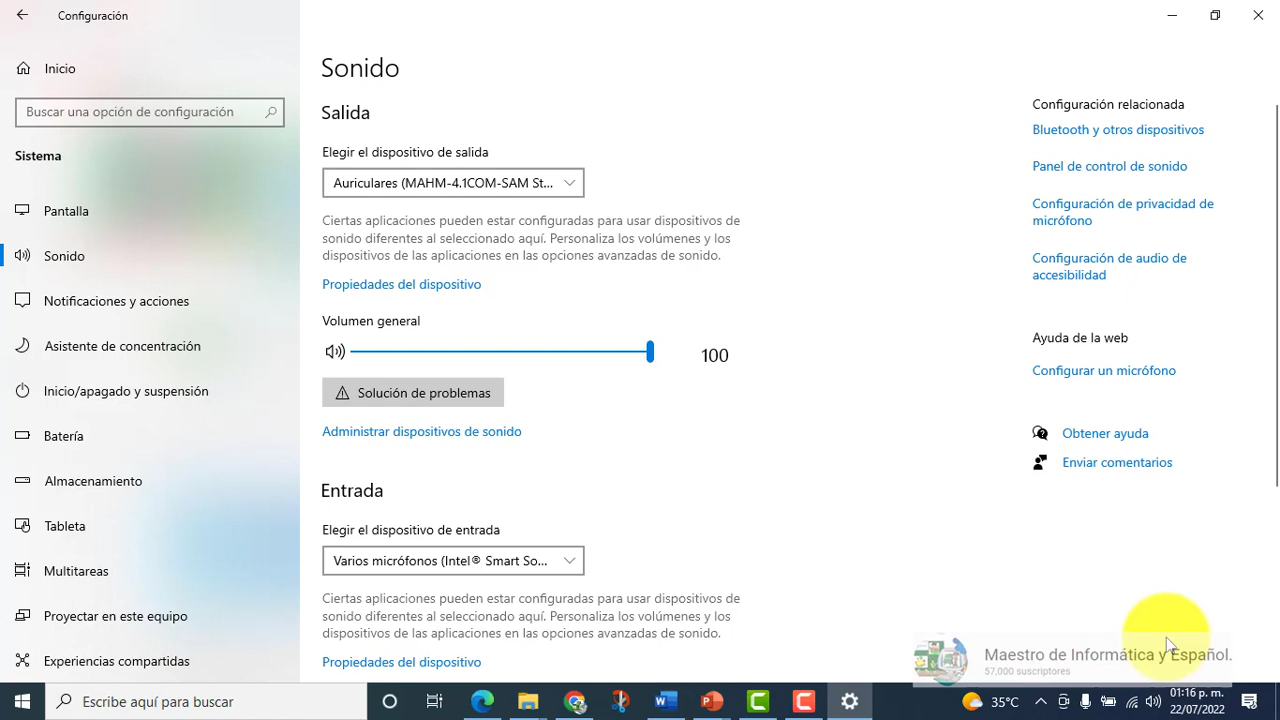 Configuración
Inicio
Buscar una opción de configuración
Sistema
Pantalla
Sonido
Notificaciones y acciones
Asistente de concentración
Inicio/apagado y suspensión
Batería
Almacenamiento
Tableta
Multitareas
Proyectar en este equipo
Experiencias compartidas
Sonido
Salida
Elegir el dispositivo de salida
Auriculares (MAHM-4.1COM-SAM St...
Ciertas aplicaciones pueden estar configuradas para usar dispositivos de
sonido diferentes al seleccionado aquí. Personaliza los volúmenes y los
dispositivos de las aplicaciones en las opciones avanzadas de sonido.
Propiedades del dispositivo
Volumen general
100
Solución de problemas
Administrar dispositivos de sonido
Entrada
Elegir el dispositivo de entrada
Varios micrófonos (Intel® Smart So...
Ciertas aplicaciones pueden estar configuradas para usar dispositivos de
sonido diferentes al seleccionado aquí. Personaliza los volúmenes y los
dispositivos de las aplicaciones en las opciones avanzadas de sonido.
Propiedades del dispositivo
Configuración relacionada
Bluetooth y otros dispositivos
Panel de control de sonido
Configuración de privacidad de
micrófono
Configuración de audio de
accesibilidad
Ayuda de la web
Configurar un micrófono
Obtener ayuda
Enviar comentarios
Maestro de Informática y Español.
57,000 suscriptores
Escribe aquí para buscar
35°C
01:16 p. m.
22/07/2022